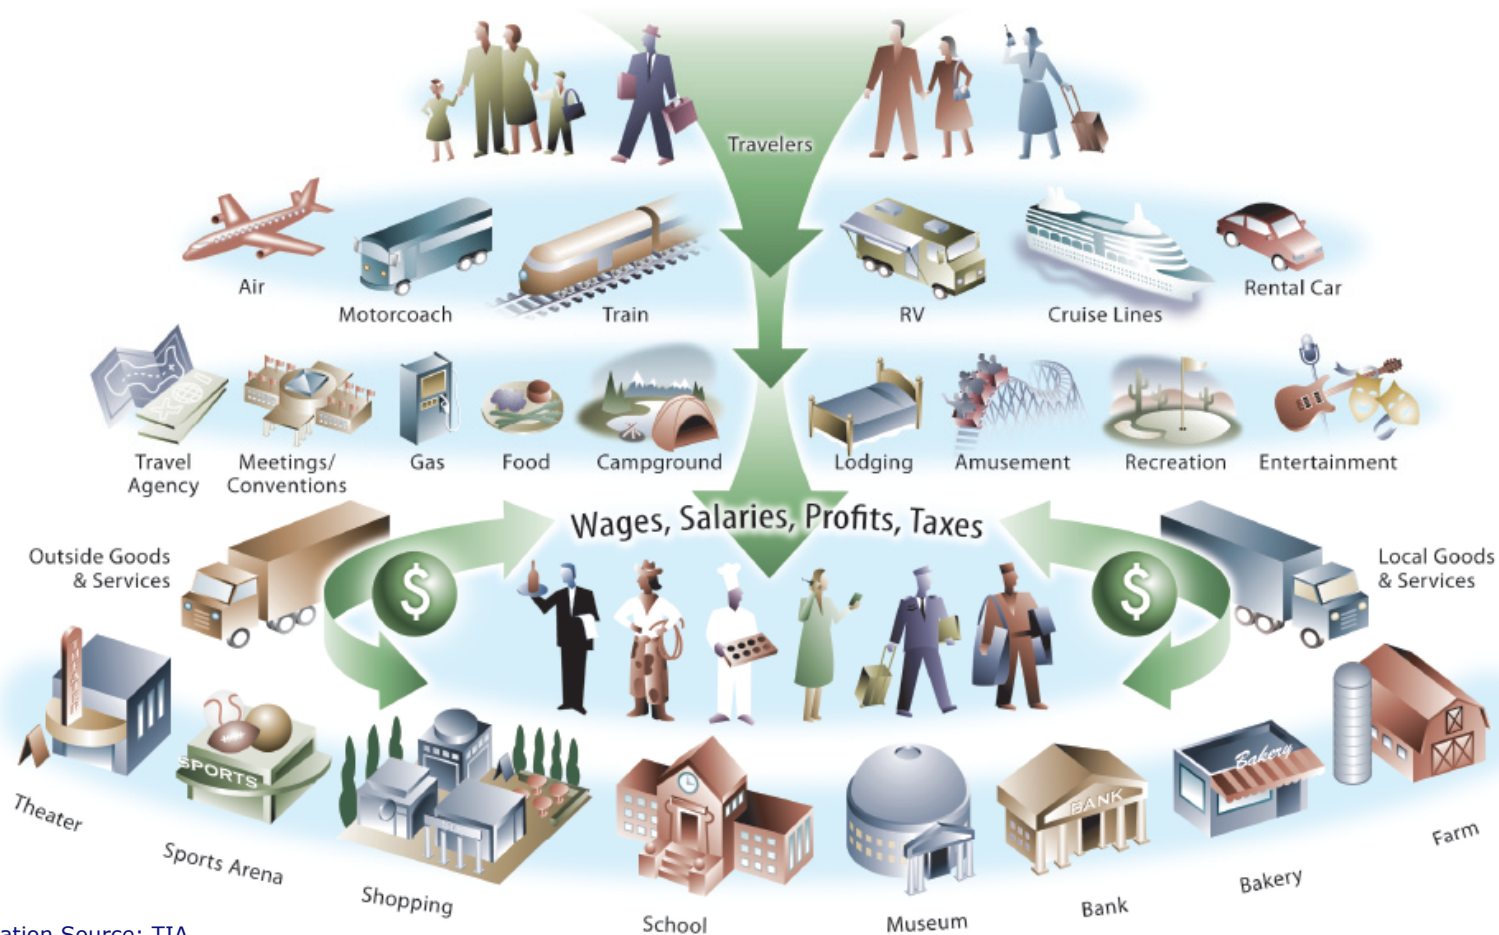 Travelers
Air
Motorcoach
Train
RV
Cruise Lines
Rental Car
Travel
Agency
Meetings/
Conventions
Gas
Food
Campground
Lodging
Amusement
Recreation
Entertainment
Wages, Salaries, Profits, Taxes
Outside Goods
& Services
$
$
Local Goods
& Services
SPORTS
BANK
Bakery
Theater
Sports Arena
Shopping
School
Museum
Bank
Bakery
Farm
Source: TIA